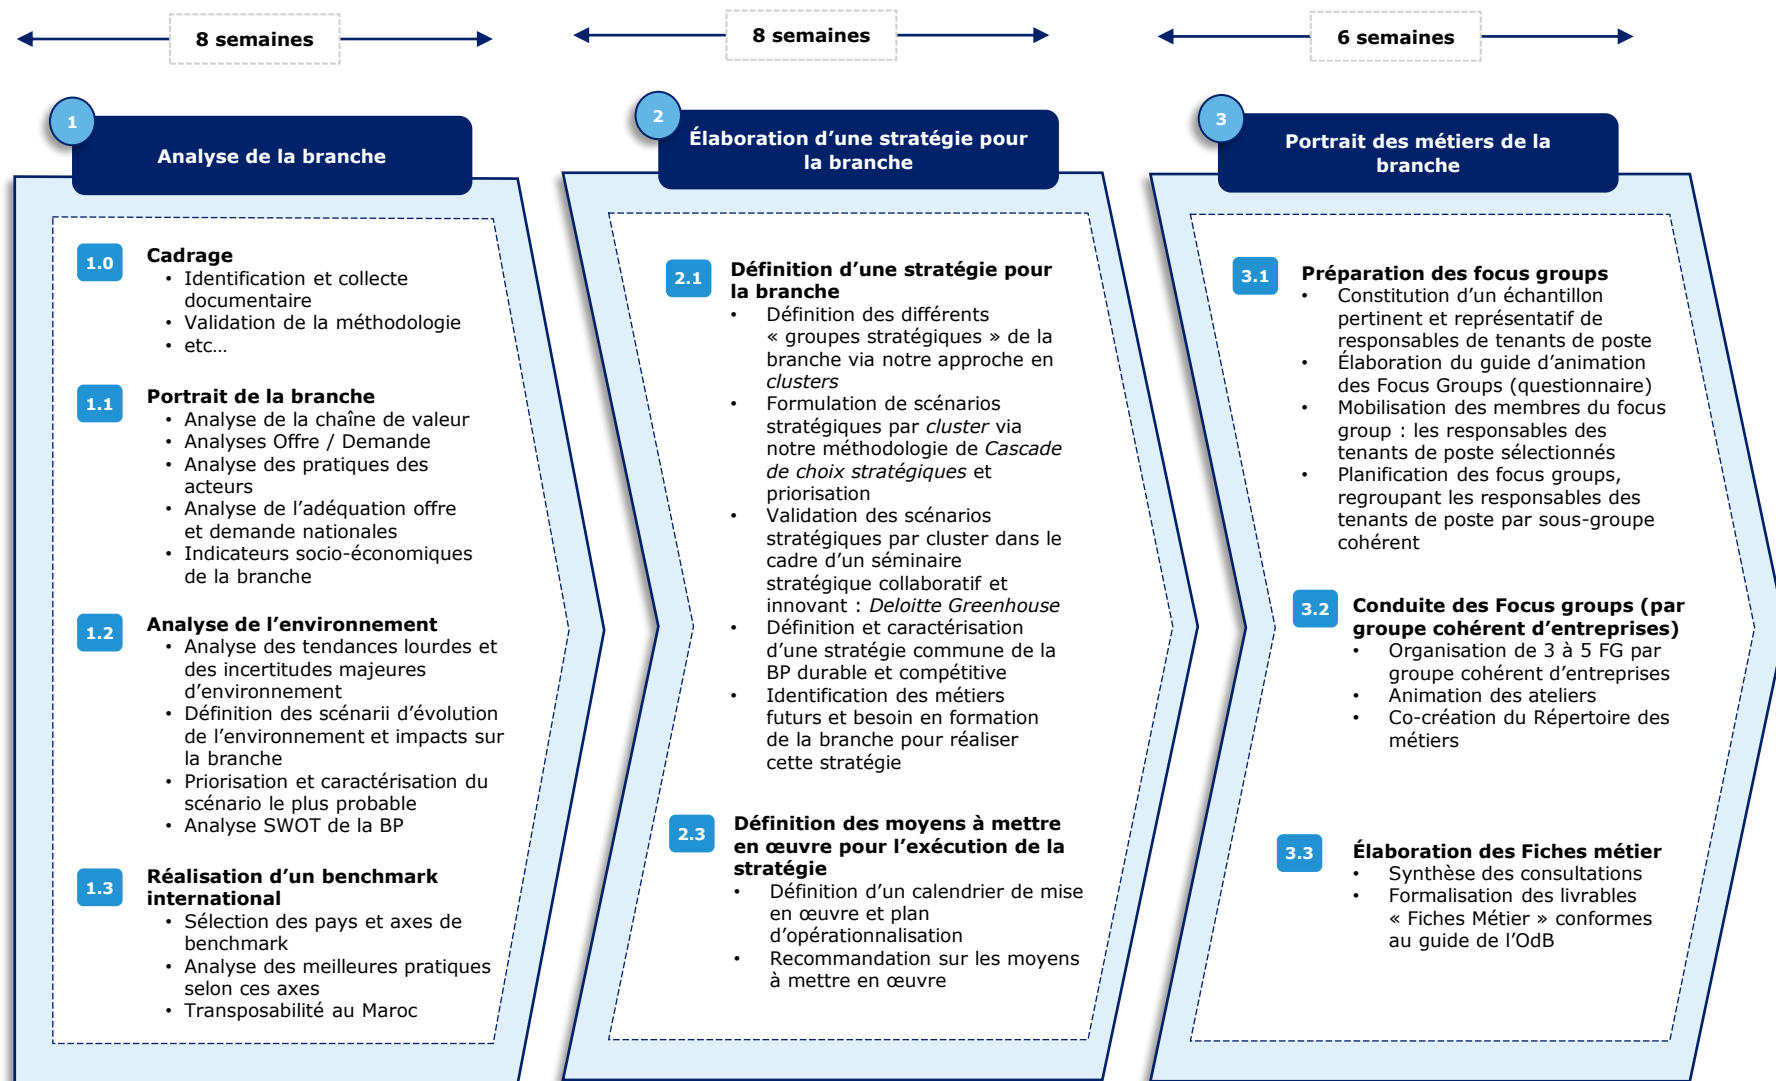 8 semaines
8 semaines
6 semaines
1
Analyse de la branche
1.0
Cadrage
• Identification et collecte
documentaire
• Validation de la méthodologie
• etc…
1.1
Portrait de la branche
• Analyse de la chaîne de valeur
• Analyses Offre / Demande
• Analyse des pratiques des
acteurs
• Analyse de l’adéquation offre
et demande nationales
• Indicateurs socio-économiques
de la branche
1.2
Analyse de l’environnement
• Analyse des tendances lourdes et
des incertitudes majeures
d’environnement
• Définition des scénarii d’évolution
de l’environnement et impacts sur
la branche
• Priorisation et caractérisation du
scénario le plus probable
• Analyse SWOT de la BP
1.3
Réalisation d’un benchmark
international
• Sélection des pays et axes de
benchmark
• Analyse des meilleures pratiques
selon ces axes
• Transposabilité au Maroc
2
Élaboration d’une stratégie pour
la branche
2.1
Définition d’une stratégie pour
la branche
• Définition des différents
« groupes stratégiques » de la
branche via notre approche en
clusters
• Formulation de scénarios
stratégiques par cluster via
notre méthodologie de Cascade
de choix stratégiques et
priorisation
• Validation des scénarios
stratégiques par cluster dans le
cadre d’un séminaire
stratégique collaboratif et
innovant : Deloitte Greenhouse
• Définition et caractérisation
d’une stratégie commune de la
BP durable et compétitive
• Identification des métiers
futurs et besoin en formation
de la branche pour réaliser
cette stratégie
2.3
Définition des moyens à mettre
en œuvre pour l’exécution de la
stratégie
• Définition d’un calendrier de mise
en œuvre et plan
d’opérationnalisation
• Recommandation sur les moyens
à mettre en œuvre
3
Portrait des métiers de la
branche
3.1
Préparation des focus groups
• Constitution d’un échantillon
pertinent et représentatif de
responsables de tenants de poste
• Élaboration du guide d’animation
des Focus Groups (questionnaire)
• Mobilisation des membres du focus
group : les responsables des
tenants de poste sélectionnés
• Planification des focus groups,
regroupant les responsables des
tenants de poste par sous-groupe
cohérent
3.2
Conduite des Focus groups (par
groupe cohérent d’entreprises)
• Organisation de 3 à 5 FG par
groupe cohérent d’entreprises
• Animation des ateliers
• Co-création du Répertoire des
métiers
3.3
Élaboration des Fiches métier
• Synthèse des consultations
• Formalisation des livrables
« Fiches Métier » conformes
au guide de l’OdB